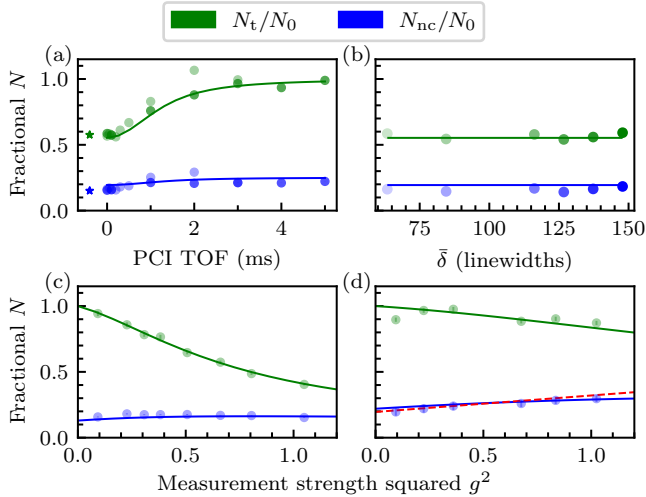 N_t/N_0 N_nc/N_0
(a) (b)
Fractional N
1.0
0.5
0.0
0 2 4
75 100 125 150
PCI TOF (ms) δ̄ (linewidths)
(c) (d)
Fractional N
1.0
0.5
0.0
0.0 0.5 1.0 0.0 0.5 1.0
Measurement strength squared g²